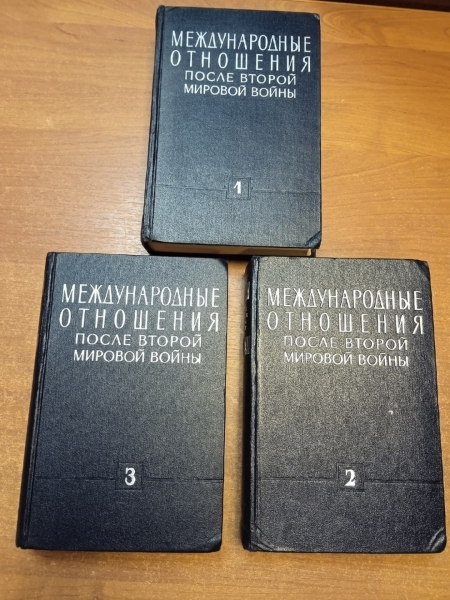 МЕЖДУНАРОДНЫЕ
ОТНОШЕНИЯ
ПОСЛЕ ВТОРОЙ
МИРОВОЙ ВОЙНЫ
1
МЕЖДУНАРОДНЫЕ
ОТНОШЕНИЯ
ПОСЛЕ ВТОРОЙ
МИРОВОЙ ВОЙНЫ
3
МЕЖДУНАРОДНЫЕ
ОТНОШЕНИЯ
ПОСЛЕ ВТОРОЙ
МИРОВОЙ ВОЙНЫ
2